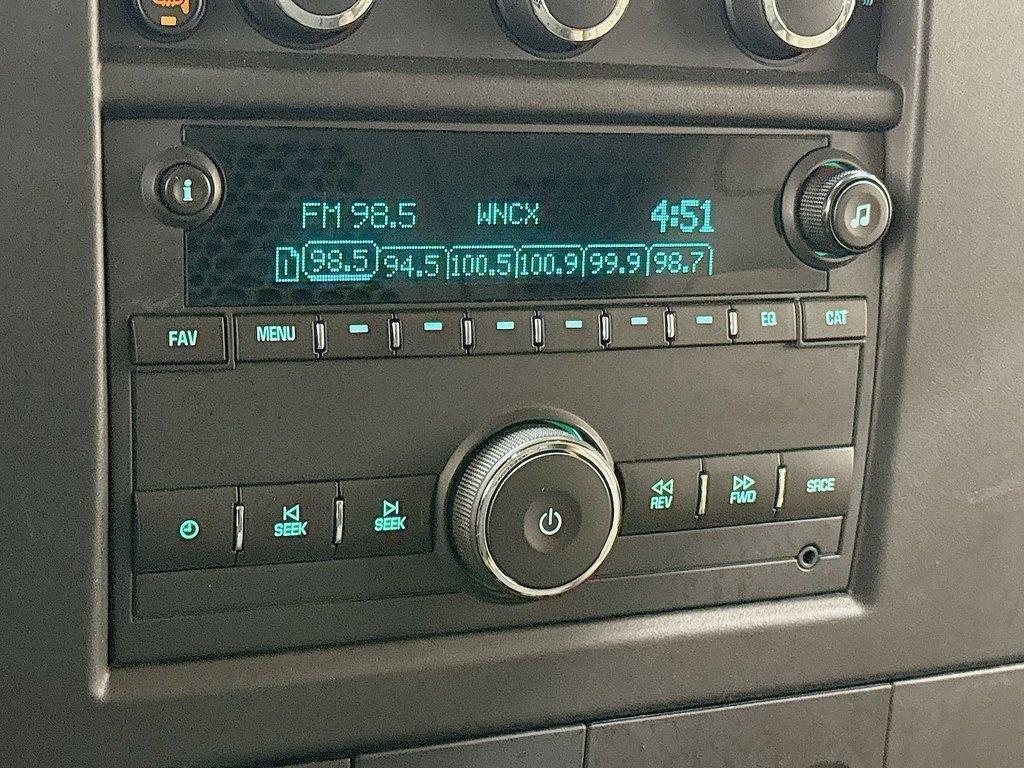 i
FM 98.5 WNCX 4:51
1 98.5 94.5 100.5 100.9 99.9 98.7
FAV MENU EQ CAT
SEEK SEEK REV FWD SRCE